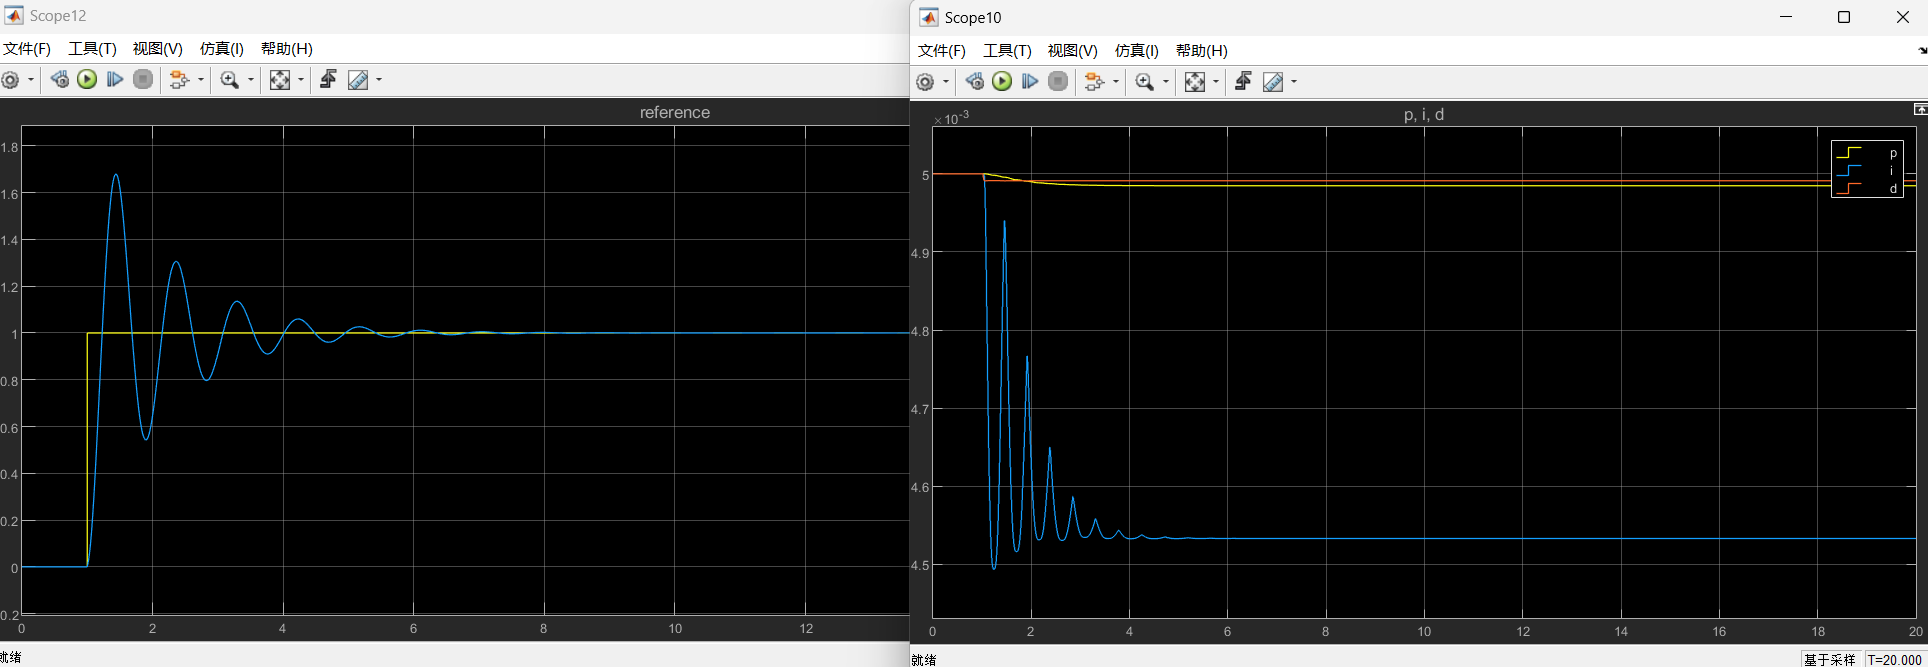 Scope12
文件(F) 工具(T) 视图(V) 仿真(I) 帮助(H)
reference
1.8
1.6
1.4
1.2
1
0.8
0.6
0.4
0.2
0
0.2
0 2 4 6 8 10 12
就绪
Scope10
文件(F) 工具(T) 视图(V) 仿真(I) 帮助(H)
×10-3
p, i, d
p
i
d
5
4.9
4.8
4.7
4.6
4.5
0 2 4 6 8 10 12 14 16 18 20
就绪
基于采样 T=20.000